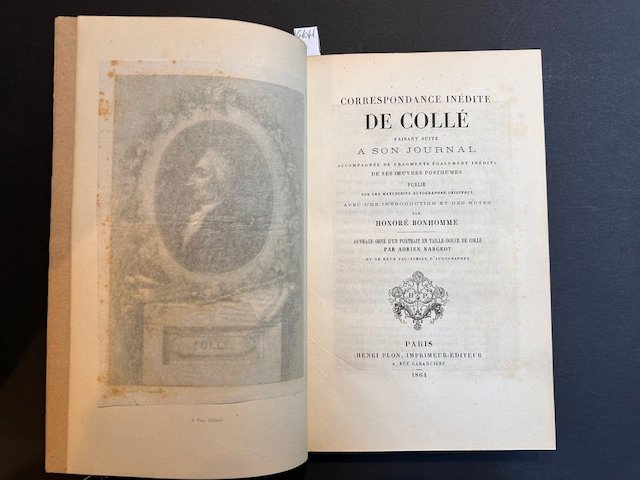 COLLÉ
H. Plon, Éditeur
CORRESPONDANCE INÉDITE
DE COLLÉ
FAISANT SUITE
A SON JOURNAL
ACCOMPAGNÉE DE FRAGMENTS ÉGALEMENT INÉDITS
DE SES ŒUVRES POSTHUMES
PUBLIÉ
SUR LES MANUSCRITS AUTOGRAPHES ORIGINAUX
AVEC UNE INTRODUCTION ET DES NOTES
PAR
HONORÉ BONHOMME
OUVRAGE ORNÉ D'UN PORTRAIT EN TAILLE-DOUCE DE COLLÉ
PAR ADRIEN NARGEOT
ET DE DEUX FAC-SIMILE D'AUTOGRAPHES
PARIS
HENRI PLON, IMPRIMEUR-ÉDITEUR
8, RUE GARANCIÈRE
1864